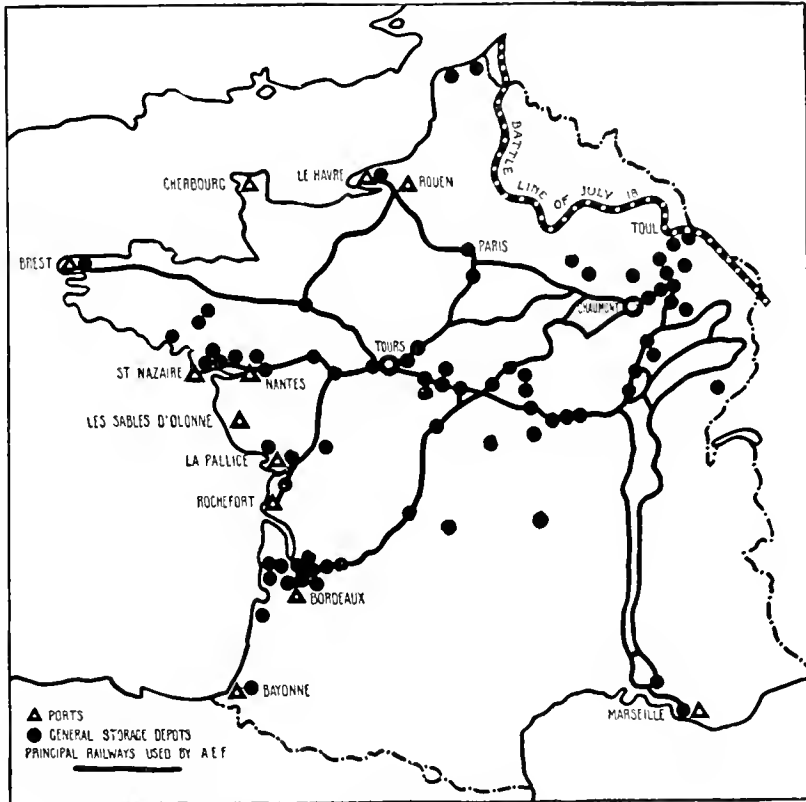 BATTLE LINE OF JULY 18
CHERBOURG
LE HAVRE
ROUEN
TOUL
PARIS
BREST
CHAUMONT
TOURS
ST NAZAIRE
NANTES
LES SABLES D'OLONNE
LA PALLICE
ROCHEFORT
BORDEAUX
BAYONNE
MARSEILLE
PORTS
GENERAL STORAGE DEPOTS
PRINCIPAL RAILWAYS USED BY A.E.F